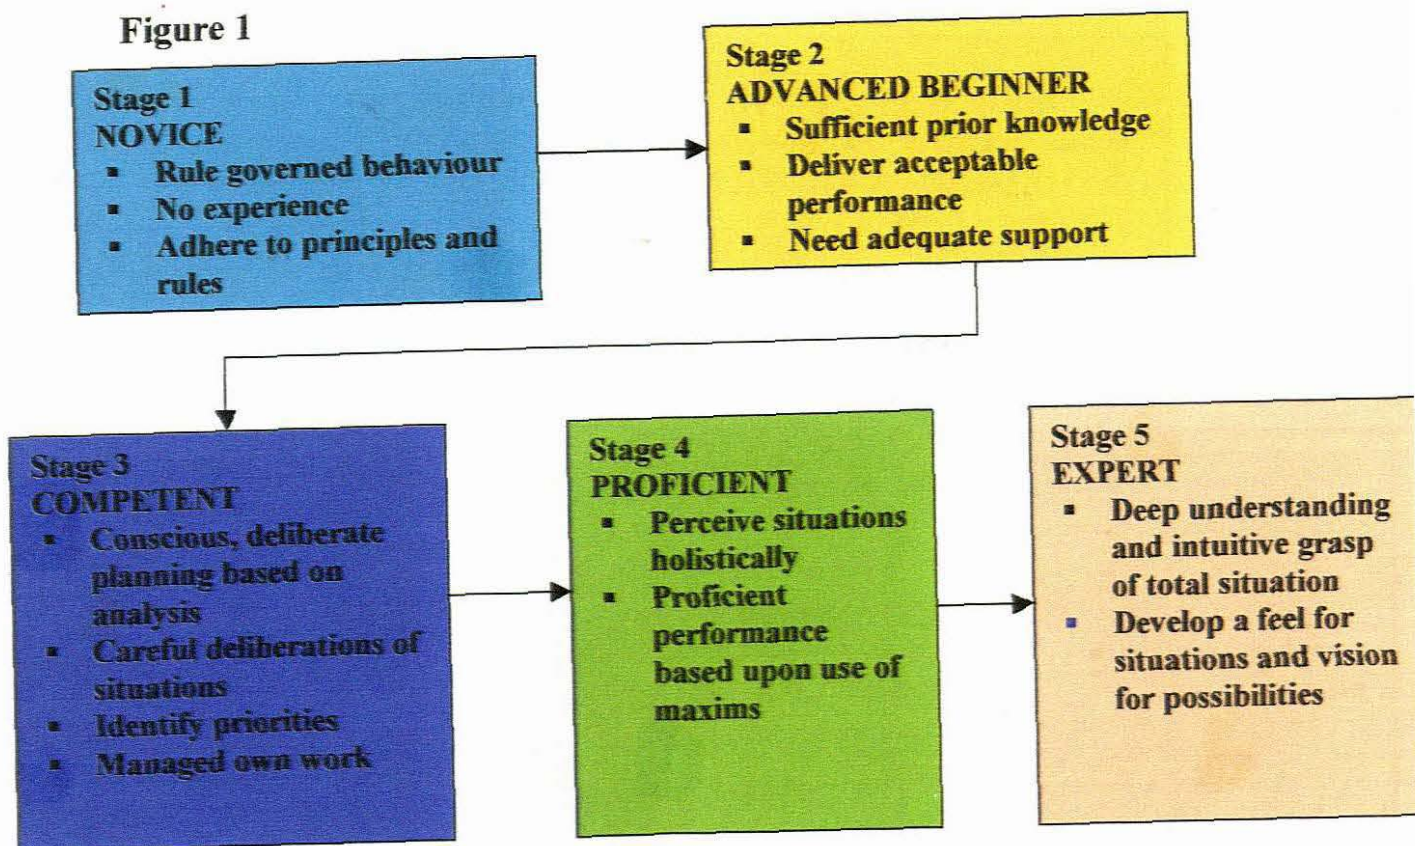 Figure 1
Stage 1
NOVICE
▪ Rule governed behaviour
▪ No experience
▪ Adhere to principles and
rules
Stage 2
ADVANCED BEGINNER
▪ Sufficient prior knowledge
▪ Deliver acceptable
performance
▪ Need adequate support
Stage 3
COMPETENT
▪ Conscious, deliberate
planning based on
analysis
▪ Careful deliberations of
situations
▪ Identify priorities
▪ Managed own work
Stage 4
PROFICIENT
▪ Perceive situations
holistically
▪ Proficient
performance
based upon use of
maxims
Stage 5
EXPERT
▪ Deep understanding
and intuitive grasp
of total situation
▪ Develop a feel for
situations and vision
for possibilities